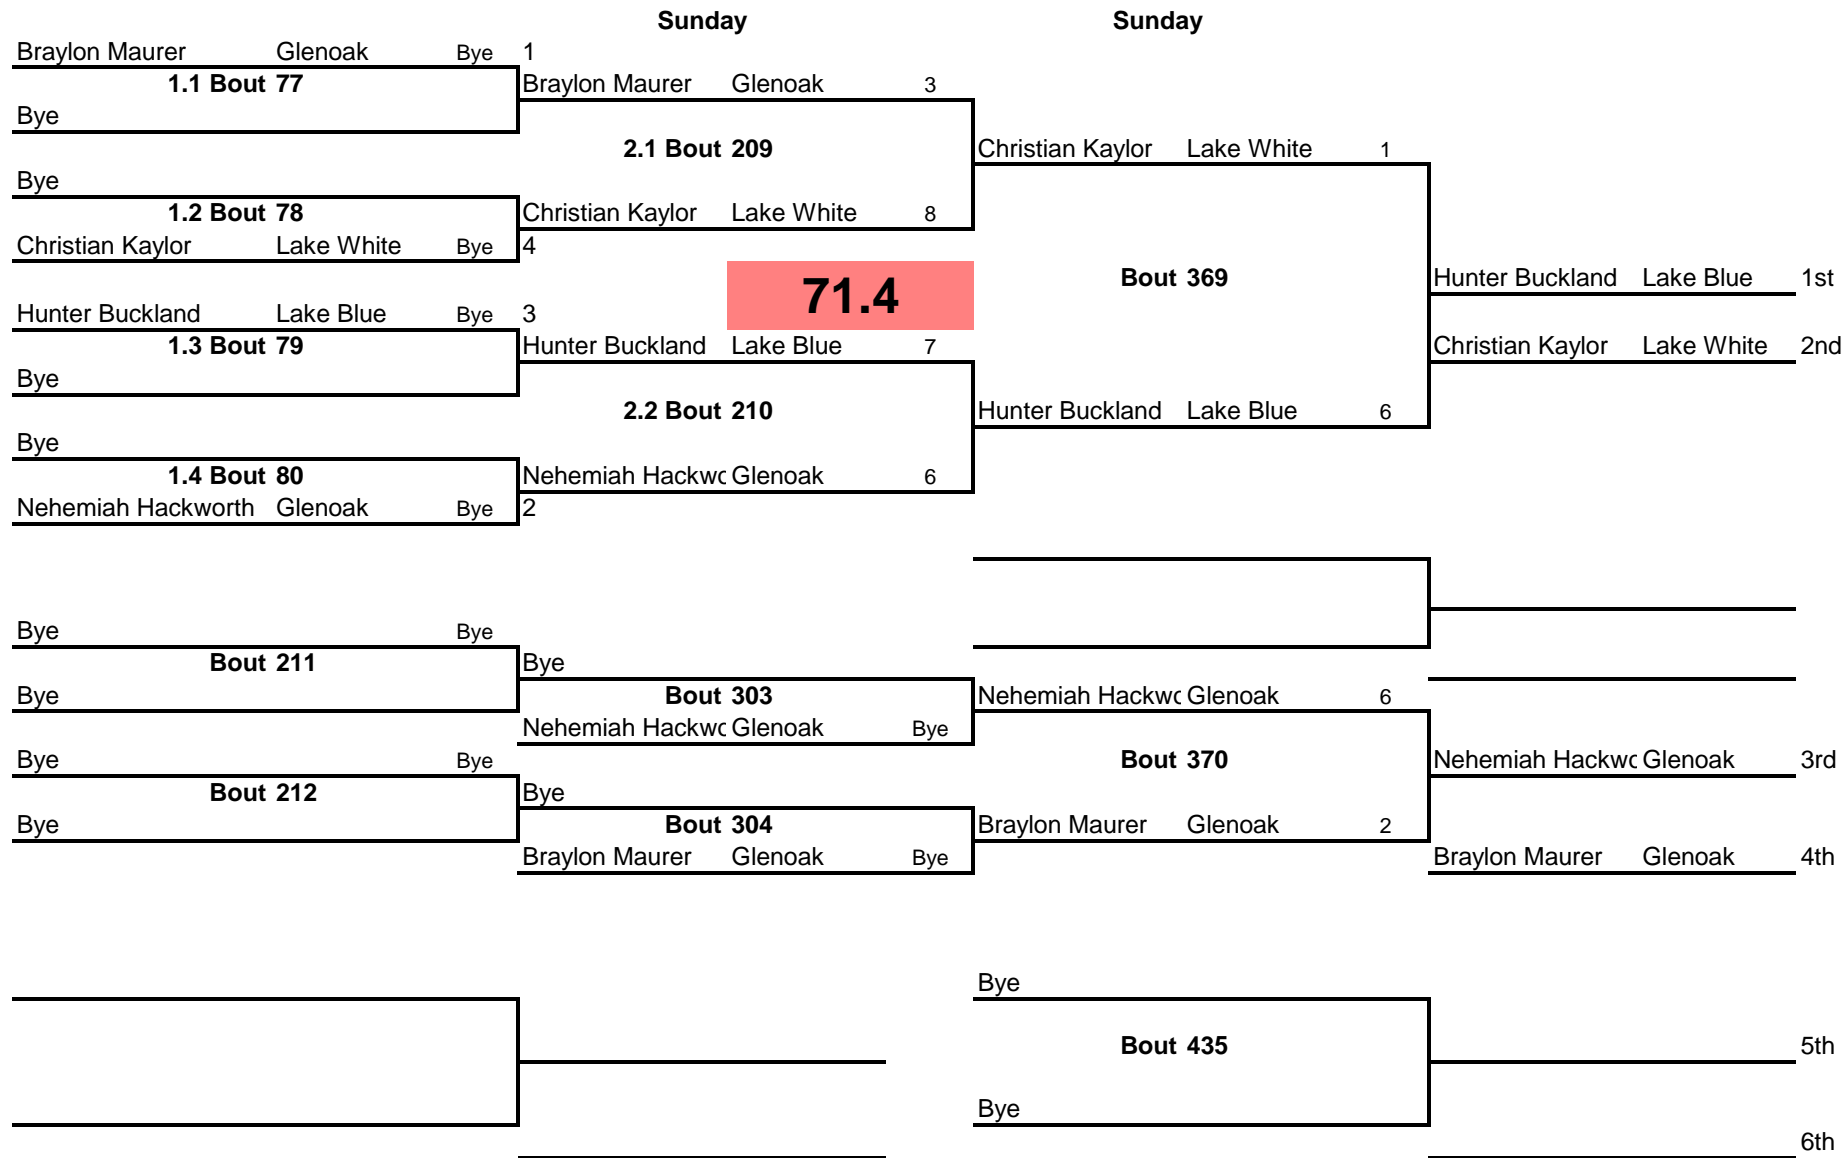 Sunday Sunday
Braylon Maurer Glenoak Bye 1
1.1 Bout 77 Braylon Maurer Glenoak 3
Bye
2.1 Bout 209 Christian Kaylor Lake White 1
Bye
1.2 Bout 78 Christian Kaylor Lake White 8
Christian Kaylor Lake White Bye 4
71.4 Bout 369 Hunter Buckland Lake Blue 1st
Hunter Buckland Lake Blue Bye 3
1.3 Bout 79 Hunter Buckland Lake Blue 7 Christian Kaylor Lake White 2nd
Bye
2.2 Bout 210 Hunter Buckland Lake Blue 6
Bye
1.4 Bout 80 Nehemiah Hackwo Glenoak 6
Nehemiah Hackworth Glenoak Bye 2
Bye Bye
Bout 211 Bye
Bye Bout 303 Nehemiah Hackwo Glenoak 6
Nehemiah Hackwo Glenoak Bye
Bye Bye Bout 370 Nehemiah Hackwo Glenoak 3rd
Bout 212 Bye
Bye Bout 304 Braylon Maurer Glenoak 2
Braylon Maurer Glenoak Bye Braylon Maurer Glenoak 4th
Bye
Bout 435 5th
Bye
6th